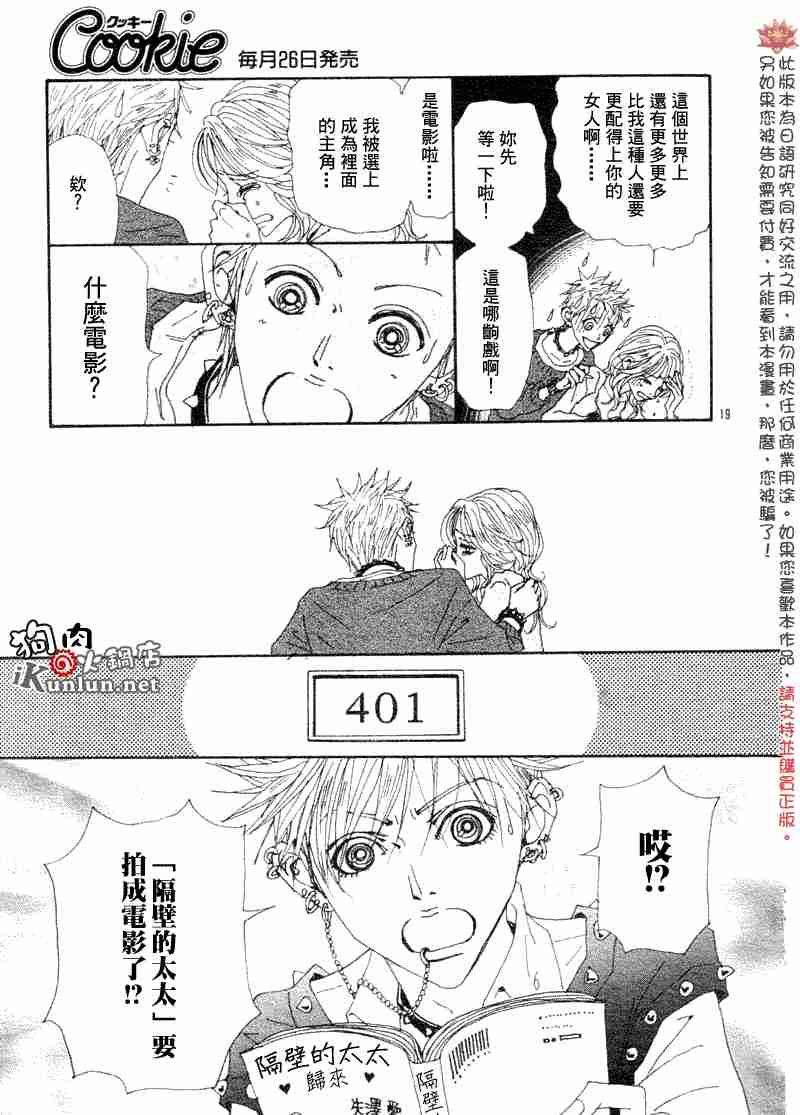 クッキー
Cookie
毎月26日発売
這個世界上
還有更多更多
比我這種人還要
更配得上你的
女人啊……
妳先
等一下啦!
這是哪齣戲啊!
是電影啦……
我被選上
成為裡面
的主角…
欸?
什麼電影?
19
401
哎!?
「隔壁的太太」要
拍成電影了!?
隔壁的太太
歸來
隔壁
狗肉
火鍋店
iKunlun.net
此版本為日語研究同好交流之用,請勿用於任何商業用途。如果您喜歡本作品,請支持並購買正版。
另如果您被告知需要付費,才能看到本漫畫,那麼,您被騙了!